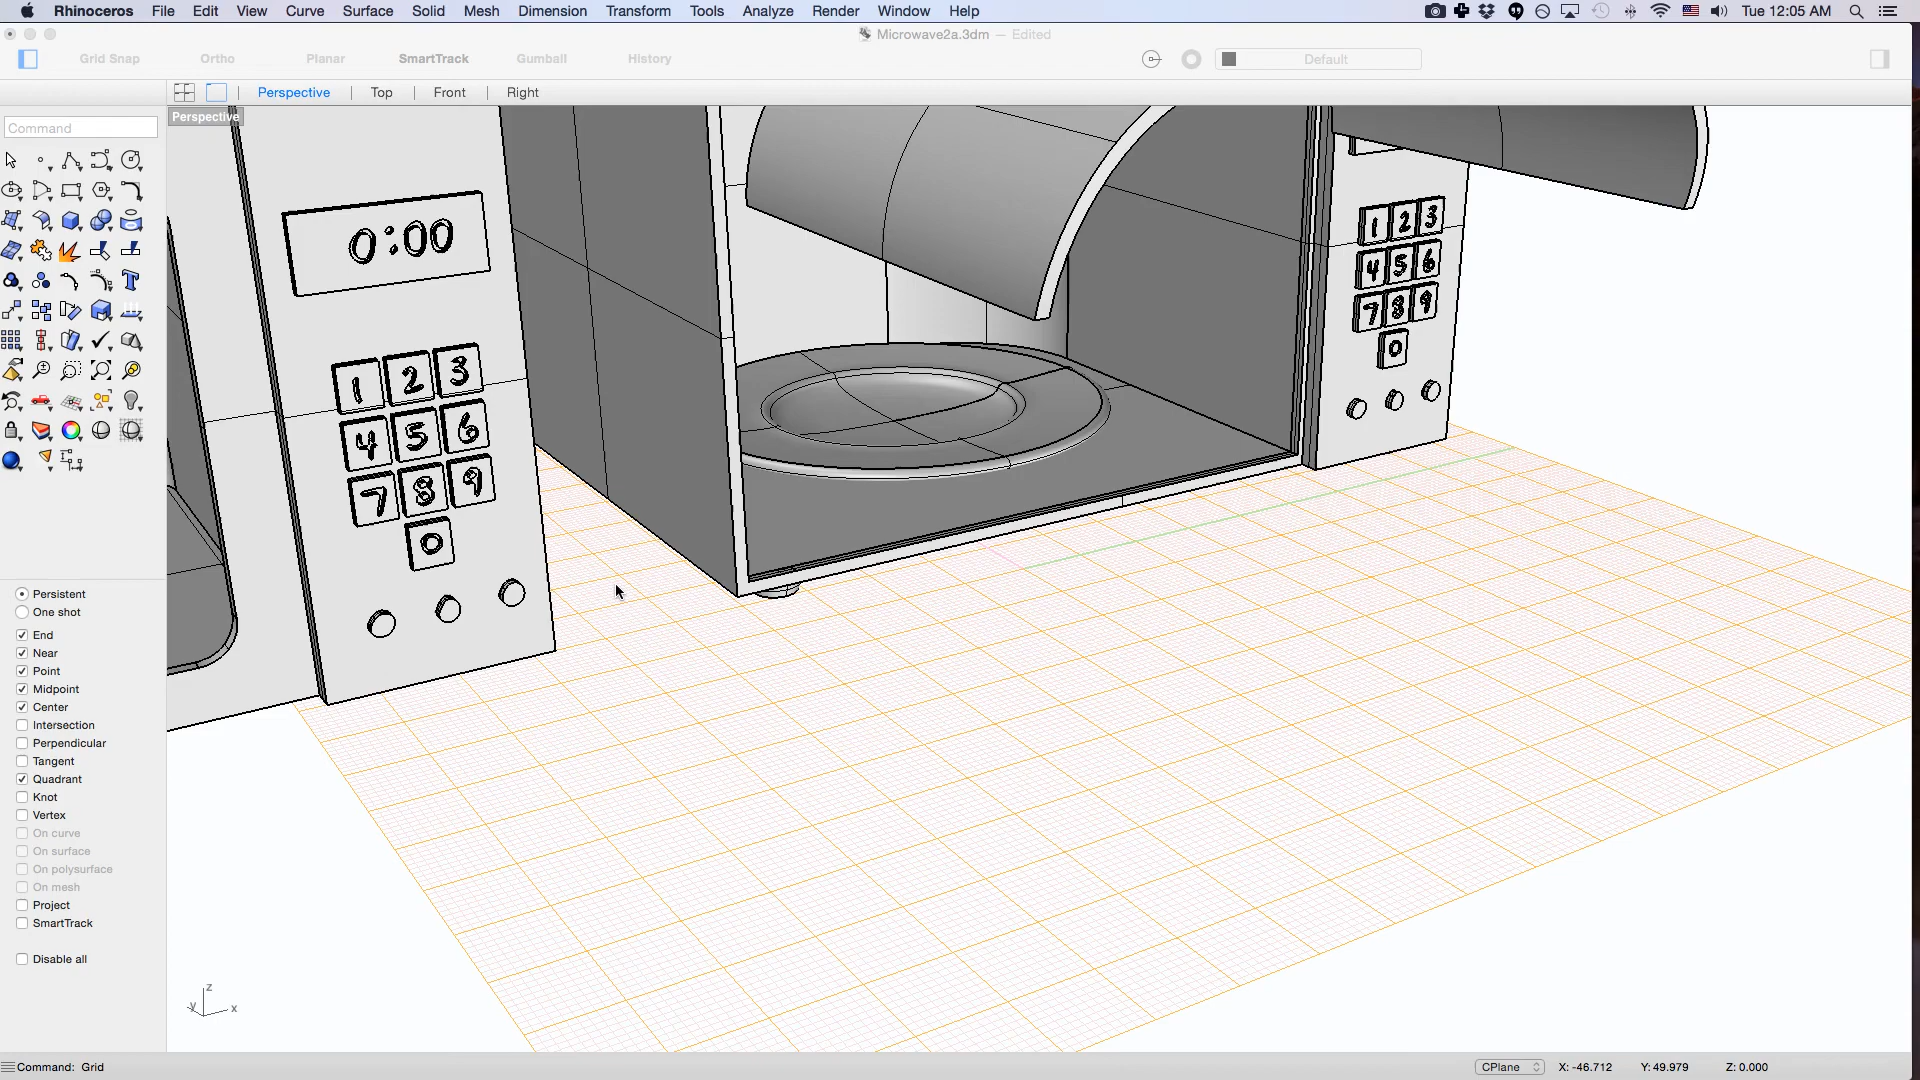 Rhinoceros File Edit View Curve Surface Solid Mesh Dimension Transform Tools Analyze Render Window Help Tue 12:05 AM
Microwave2a.3dm — Edited
Grid Snap Ortho Planar SmartTrack Gumball History Default
Perspective Top Front Right
Perspective
Command
0:00
1 2 3
4 5 6
7 8 9
0
1 2 3
4 5 6
7 8 9
0
Persistent
One shot
End
Near
Point
Midpoint
Center
Intersection
Perpendicular
Tangent
Quadrant
Knot
Vertex
On curve
On surface
On polysurface
On mesh
Project
SmartTrack
Disable all
z
y x
Command: Grid CPlane X: -46.712 Y: 49.979 Z: 0.000